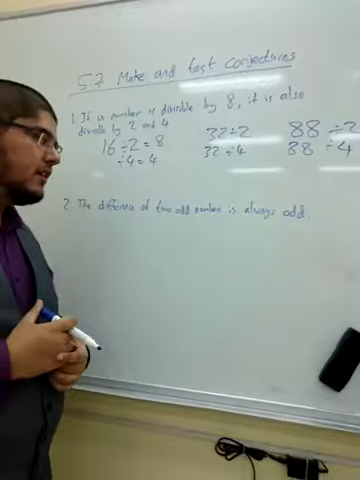 5.7 Make and test Conjectures
1. If a number is divisible by 8, it is also
divisible by 2 and 4
16 ÷ 2 = 8 32÷2 88 ÷2
÷ 4 = 4 32 ÷4 88 ÷ 4
2. The difference of two odd numbers is always odd.